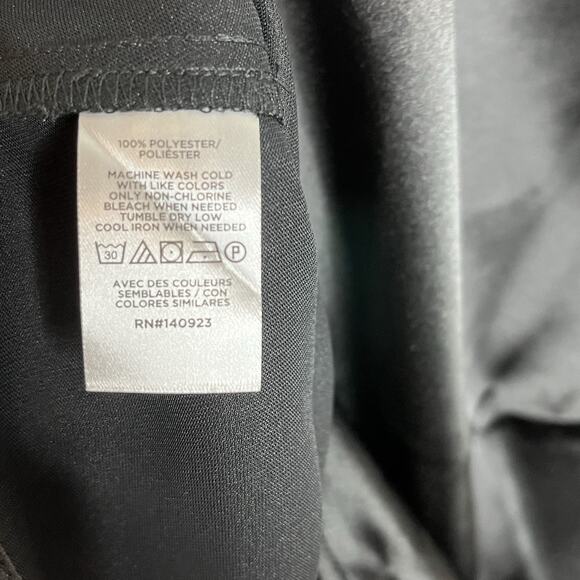 100% POLYESTER/
POLIÉSTER
MACHINE WASH COLD
WITH LIKE COLORS
ONLY NON-CHLORINE
BLEACH WHEN NEEDED
TUMBLE DRY LOW
COOL IRON WHEN NEEDED
30 P
AVEC DES COULEURS
SEMBLABLES / CON
COLORES SIMILARES
RN#140923